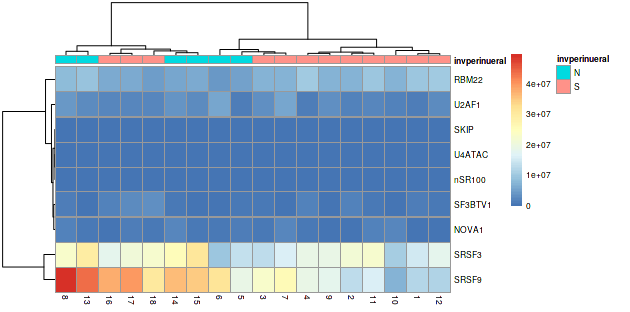 invperinueral
RBM22
U2AF1
SKIP
U4ATAC
nSR100
SF3BTV1
NOVA1
SRSF3
SRSF9
8 13 16 17 18 14 15 6 5 3 7 4 9 2 11 10 1 12
4e+07
3e+07
2e+07
1e+07
0
invperinueral
N
S